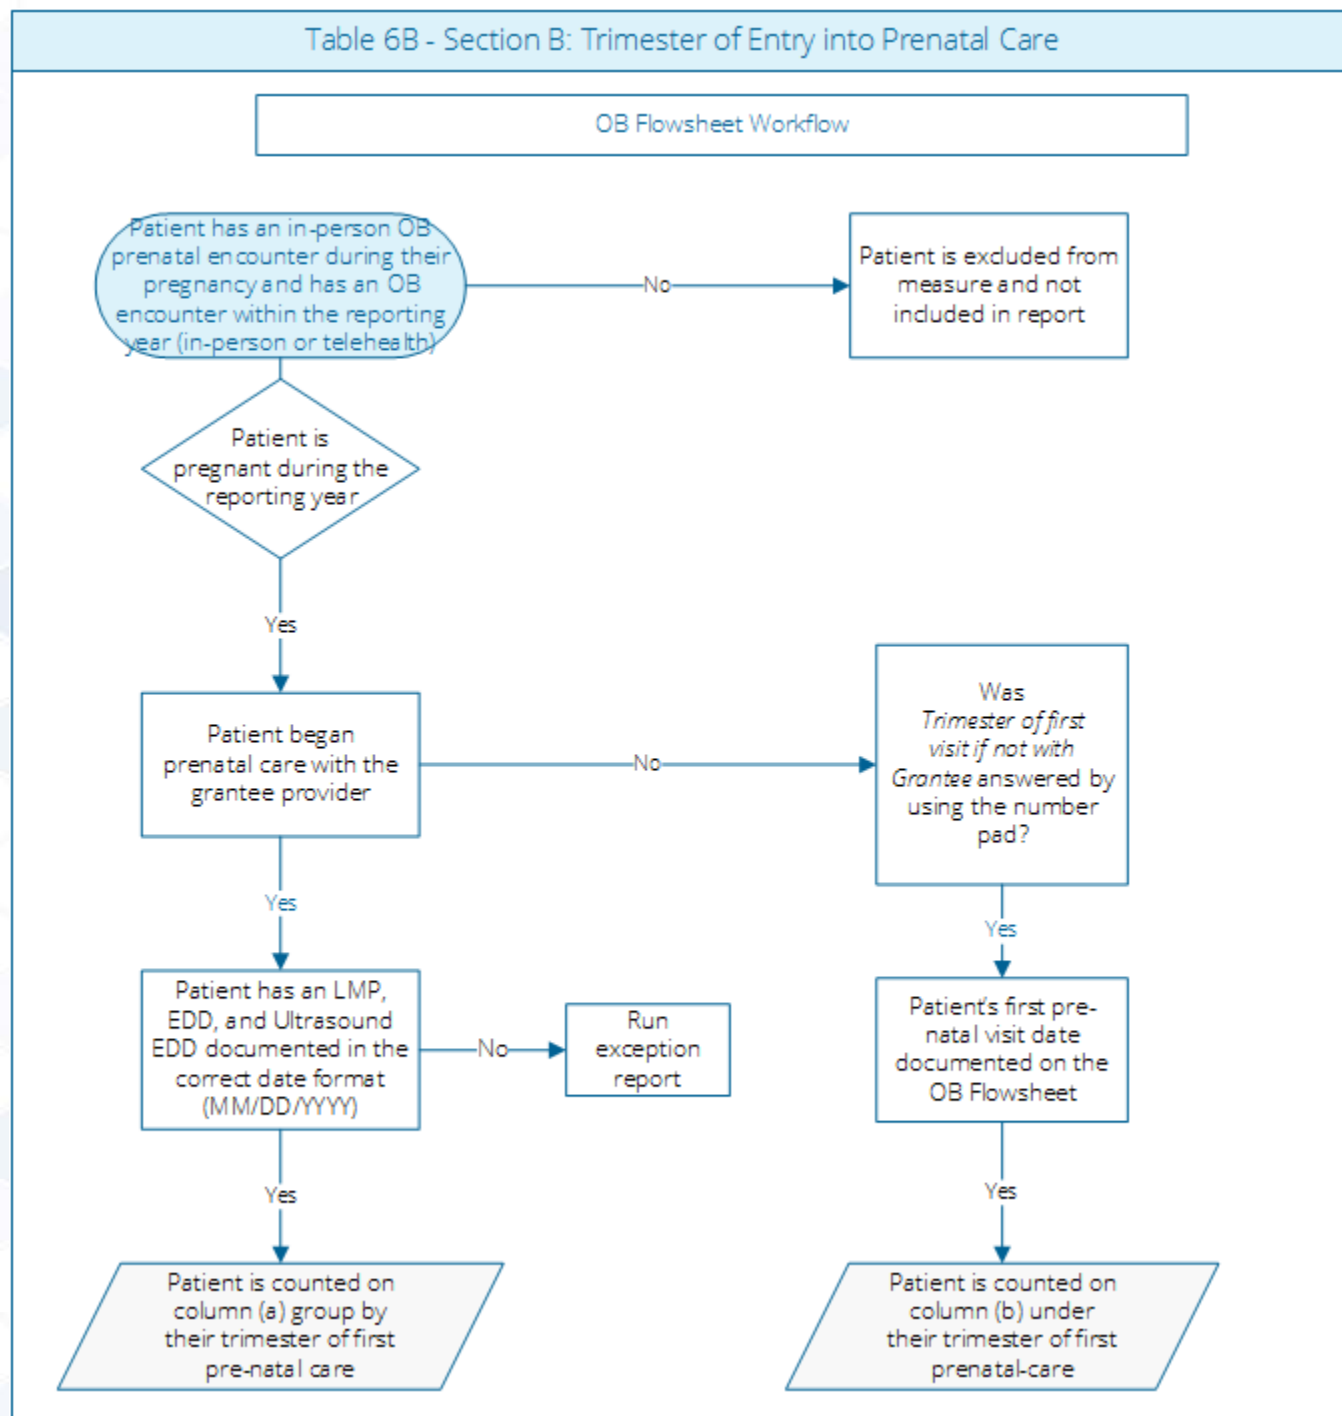 Table 6B - Section B: Trimester of Entry into Prenatal Care
OB Flowsheet Workflow
Patient has an in-person OB
prenatal encounter during their
pregnancy and has an OB
encounter within the reporting
year (in-person or telehealth)
No
Patient is excluded from
measure and not
included in report
Patient is
pregnant during the
reporting year
Yes
Patient began
prenatal care with the
grantee provider
No
Was
Trimester of first
visit if not with
Grantee answered by
using the number
pad?
Yes
Yes
Patient has an LMP,
EDD, and Ultrasound
EDD documented in the
correct date format
(MM/DD/YYYY)
No
Run
exception
report
Patient's first pre-
natal visit date
documented on the
OB Flowsheet
Yes
Yes
Patient is counted on
column (a) group by
their trimester of first
pre-natal care
Patient is counted on
column (b) under
their trimester of first
prenatal-care